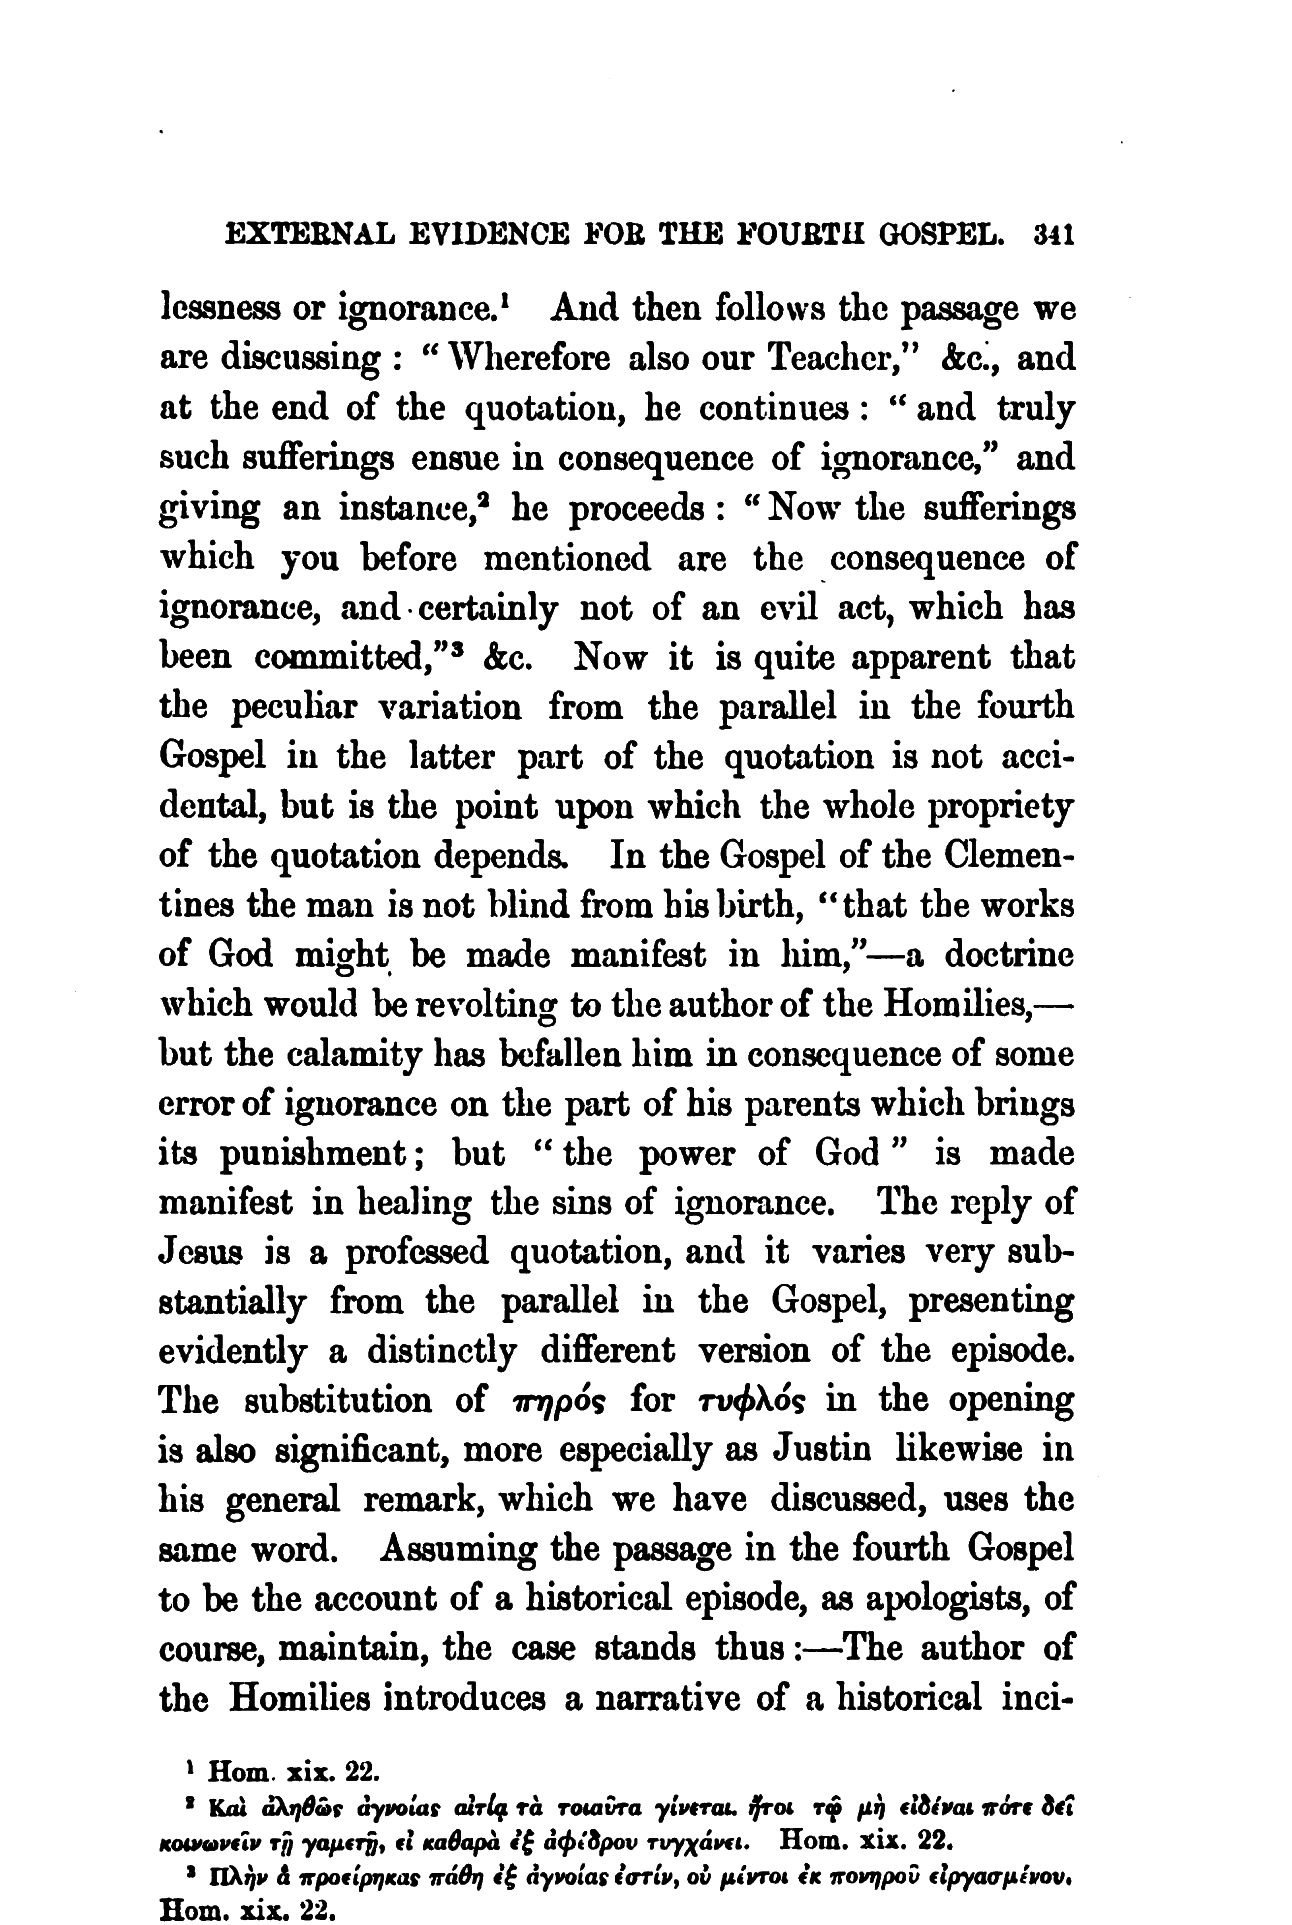 EXTERNAL EVIDENCE FOR THE FOURTH GOSPEL. 341
lessness or ignorance.¹ And then follows the passage we
are discussing : “ Wherefore also our Teacher,” &c., and
at the end of the quotation, he continues : “ and truly
such sufferings ensue in consequence of ignorance,” and
giving an instance,² he proceeds : “ Now the sufferings
which you before mentioned are the consequence of
ignorance, and certainly not of an evil act, which has
been committed,”³ &c. Now it is quite apparent that
the peculiar variation from the parallel in the fourth
Gospel in the latter part of the quotation is not acci-
dental, but is the point upon which the whole propriety
of the quotation depends. In the Gospel of the Clemen-
tines the man is not blind from his birth, “ that the works
of God might be made manifest in him,”—a doctrine
which would be revolting to the author of the Homilies,—
but the calamity has befallen him in consequence of some
error of ignorance on the part of his parents which brings
its punishment ; but “ the power of God ” is made
manifest in healing the sins of ignorance. The reply of
Jesus is a professed quotation, and it varies very sub-
stantially from the parallel in the Gospel, presenting
evidently a distinctly different version of the episode.
The substitution of πηρός for τυφλός in the opening
is also significant, more especially as Justin likewise in
his general remark, which we have discussed, uses the
same word. Assuming the passage in the fourth Gospel
to be the account of a historical episode, as apologists, of
course, maintain, the case stands thus :—The author of
the Homilies introduces a narrative of a historical inci-
¹ Hom. xix. 22.
² Καὶ ἀληθῶς ἀγνοίας αἰτίᾳ τὰ τοιαῦτα γίνεται. ἤτοι τῷ μὴ εἰδέναι πότε δεῖ
κοινωνεῖν τῇ γαμετῇ, εἰ καθαρὰ ἐξ ἀφέδρου τυγχάνει. Hom. xix. 22.
³ Πλὴν ἃ προείρηκας πάθη ἐξ ἀγνοίας ἐστίν, οὐ μέντοι ἐκ πονηροῦ εἰργασμένου.
Hom. xix. 22.